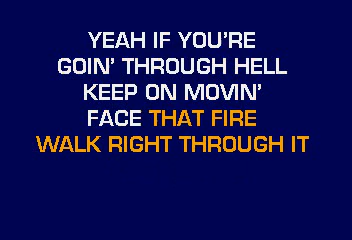 YEAH IF YOU'RE
GOIN' THROUGH HELL
KEEP ON MOVIN'
FACE THAT FIRE
WALK RIGHT THROUGH IT